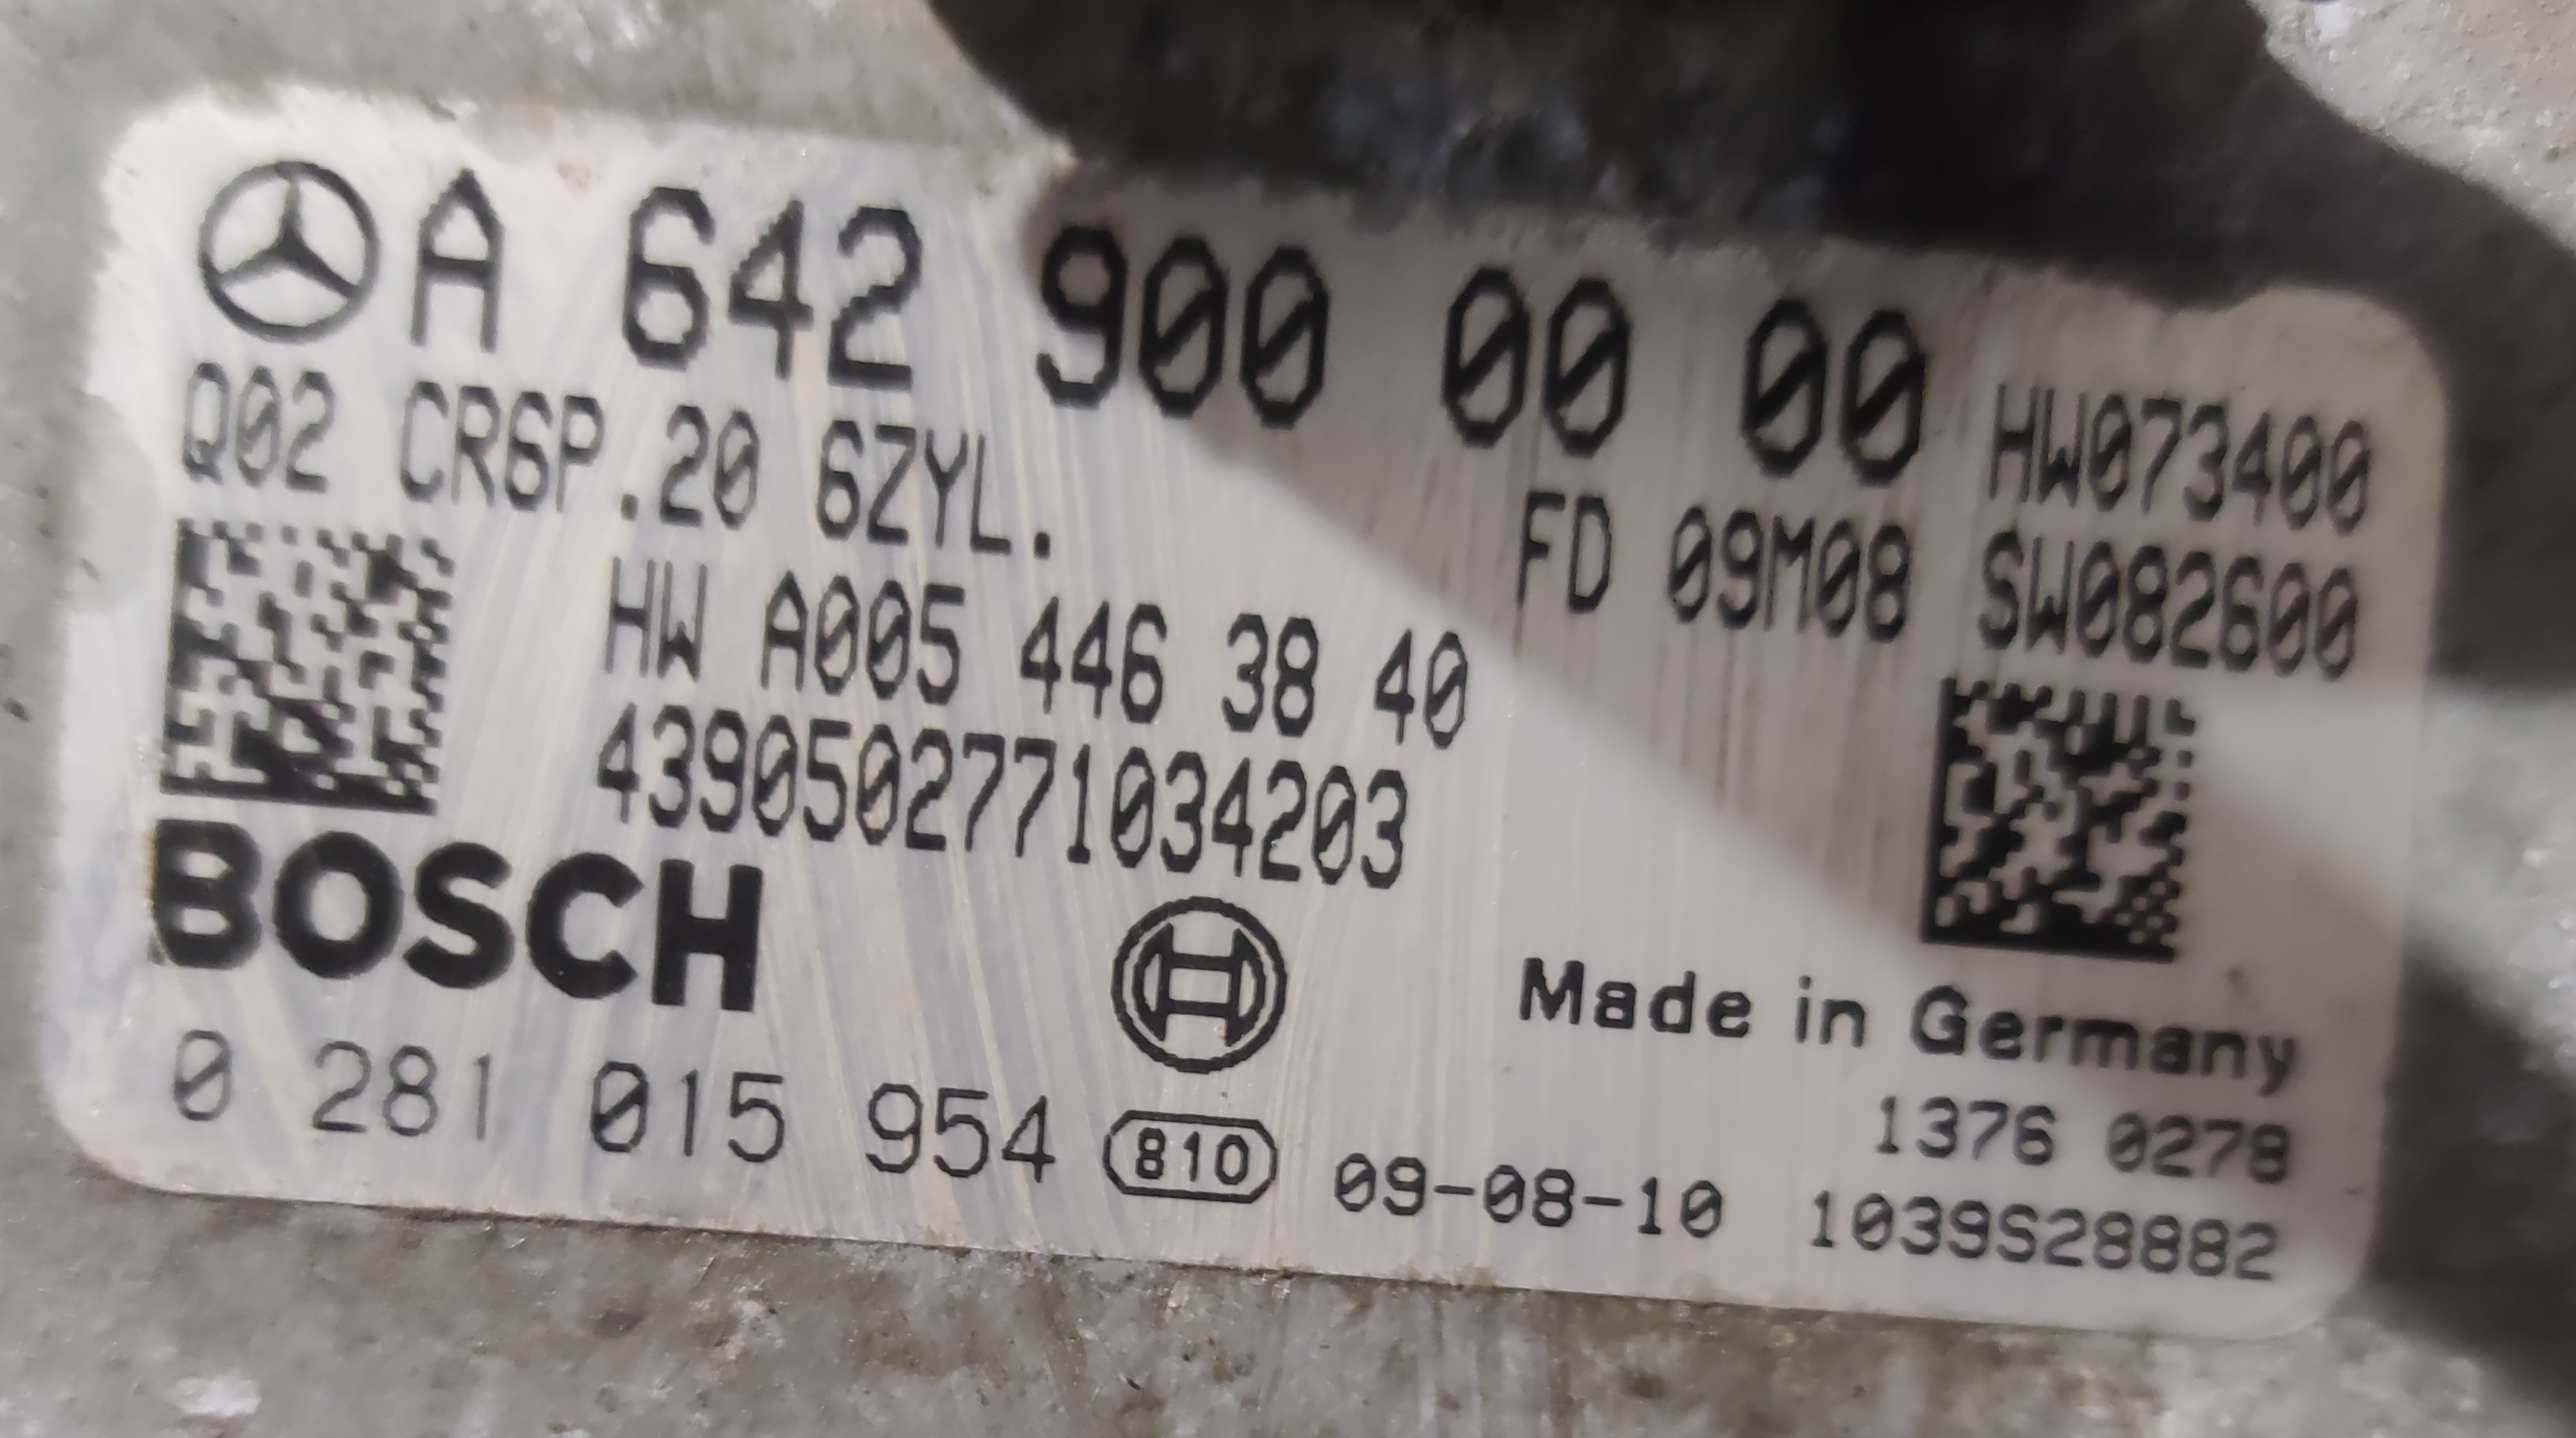 A 642 900 00 00 HW073400
Q02 CR6P.20 6ZYL. FD 09M08 SW082600
HW A005 446 38 40
4390502771034203
BOSCH
Made in Germany
1376 0278
0 281 015 954 810 09-08-10 1039S28882